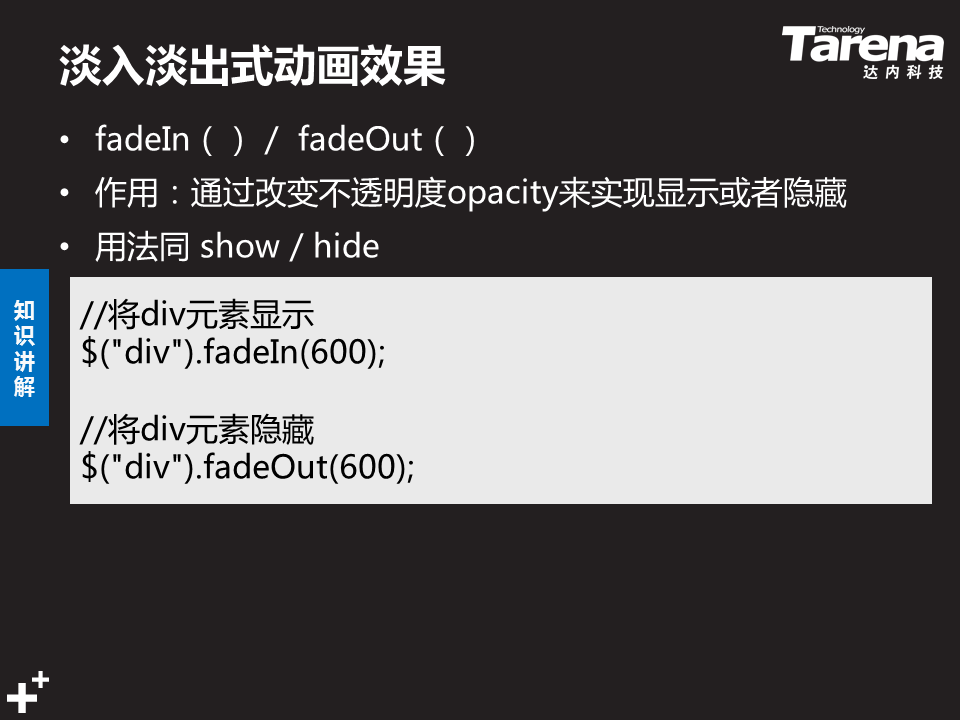 淡入淡出式动画效果
Technology
Tarena
达内科技
• fadeIn（ ） / fadeOut（ ）
• 作用：通过改变不透明度opacity来实现显示或者隐藏
• 用法同 show / hide
知识讲解
//将div元素显示
$("div").fadeIn(600);
//将div元素隐藏
$("div").fadeOut(600);